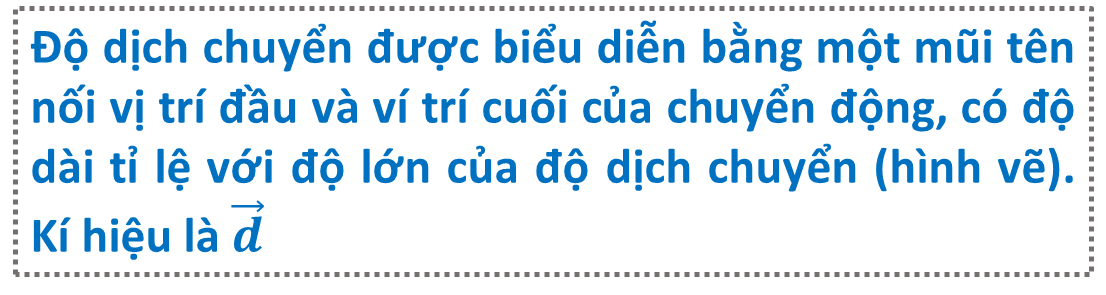 Độ dịch chuyển được biểu diễn bằng một mũi tên
nối vị trí đầu và ví trí cuối của chuyển động, có độ
dài tỉ lệ với độ lớn của độ dịch chuyển (hình vẽ).
Kí hiệu là $\overrightarrow{d}$